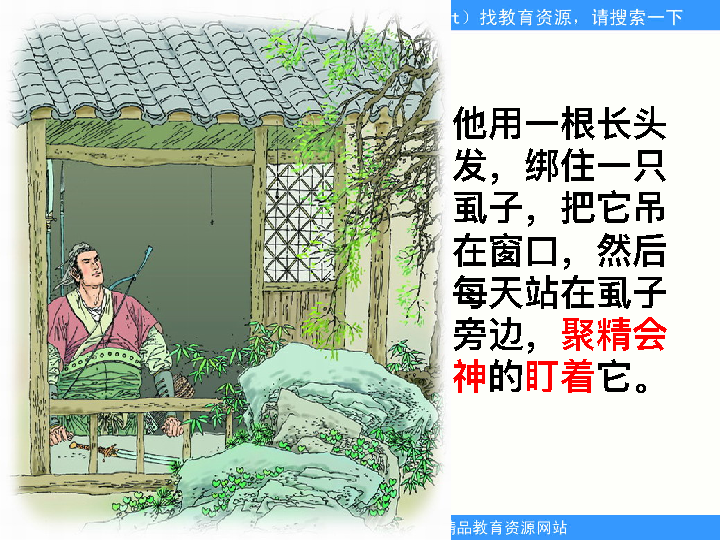 t）找教育资源，请搜索一下
他用一根长头
发，绑住一只
虱子，把它吊
在窗口，然后
每天站在虱子
旁边，聚精会
神的盯着它。
精品教育资源网站